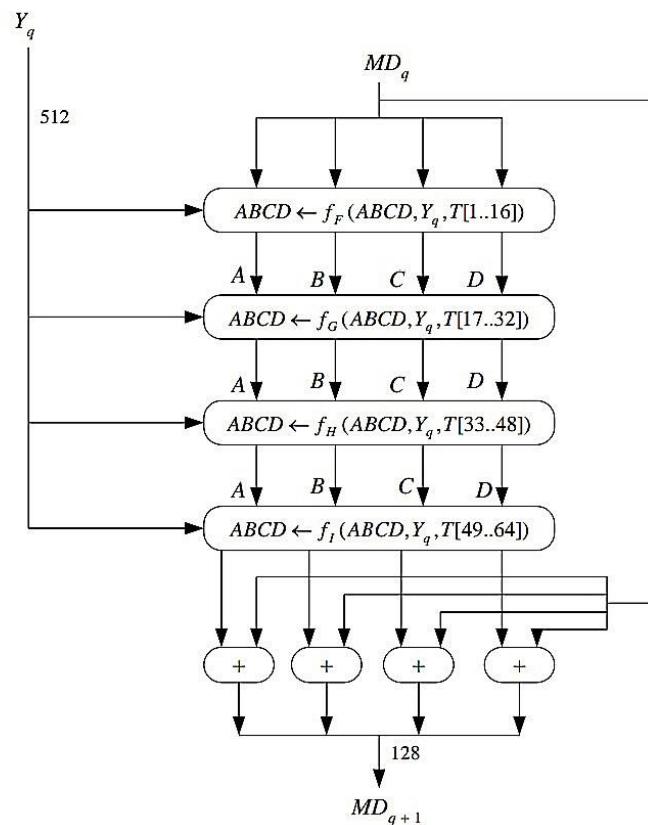 Y_q
MD_q
512
ABCD ← f_F (ABCD, Y_q, T[1..16])
A B C D
ABCD ← f_G (ABCD, Y_q, T[17..32])
A B C D
ABCD ← f_H (ABCD, Y_q, T[33..48])
A B C D
ABCD ← f_I (ABCD, Y_q, T[49..64])
+ + + +
128
MD_{q+1}